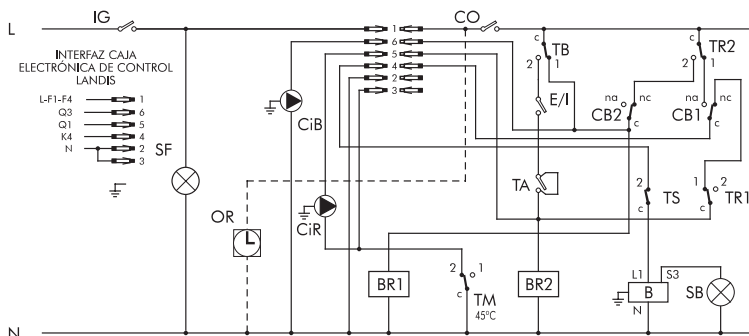 L
IG
CO
1
6
5
4
2
3
INTERFAZ CAJA
ELECTRÓNICA DE CONTROL
LANDIS
L-F1-F4 1
Q3 6
Q1 5
K4 4
N 2
3
SF
OR
CiB
CiR
c
TB
2 1
E/I
TA
c
TR2
2 1
na nc
CB2
c
na nc
CB1
c
2
TS
c
1 2
TR1
c
BR1
2 1
TM
c
45ºC
BR2
L1 S3
B
N
SB
N